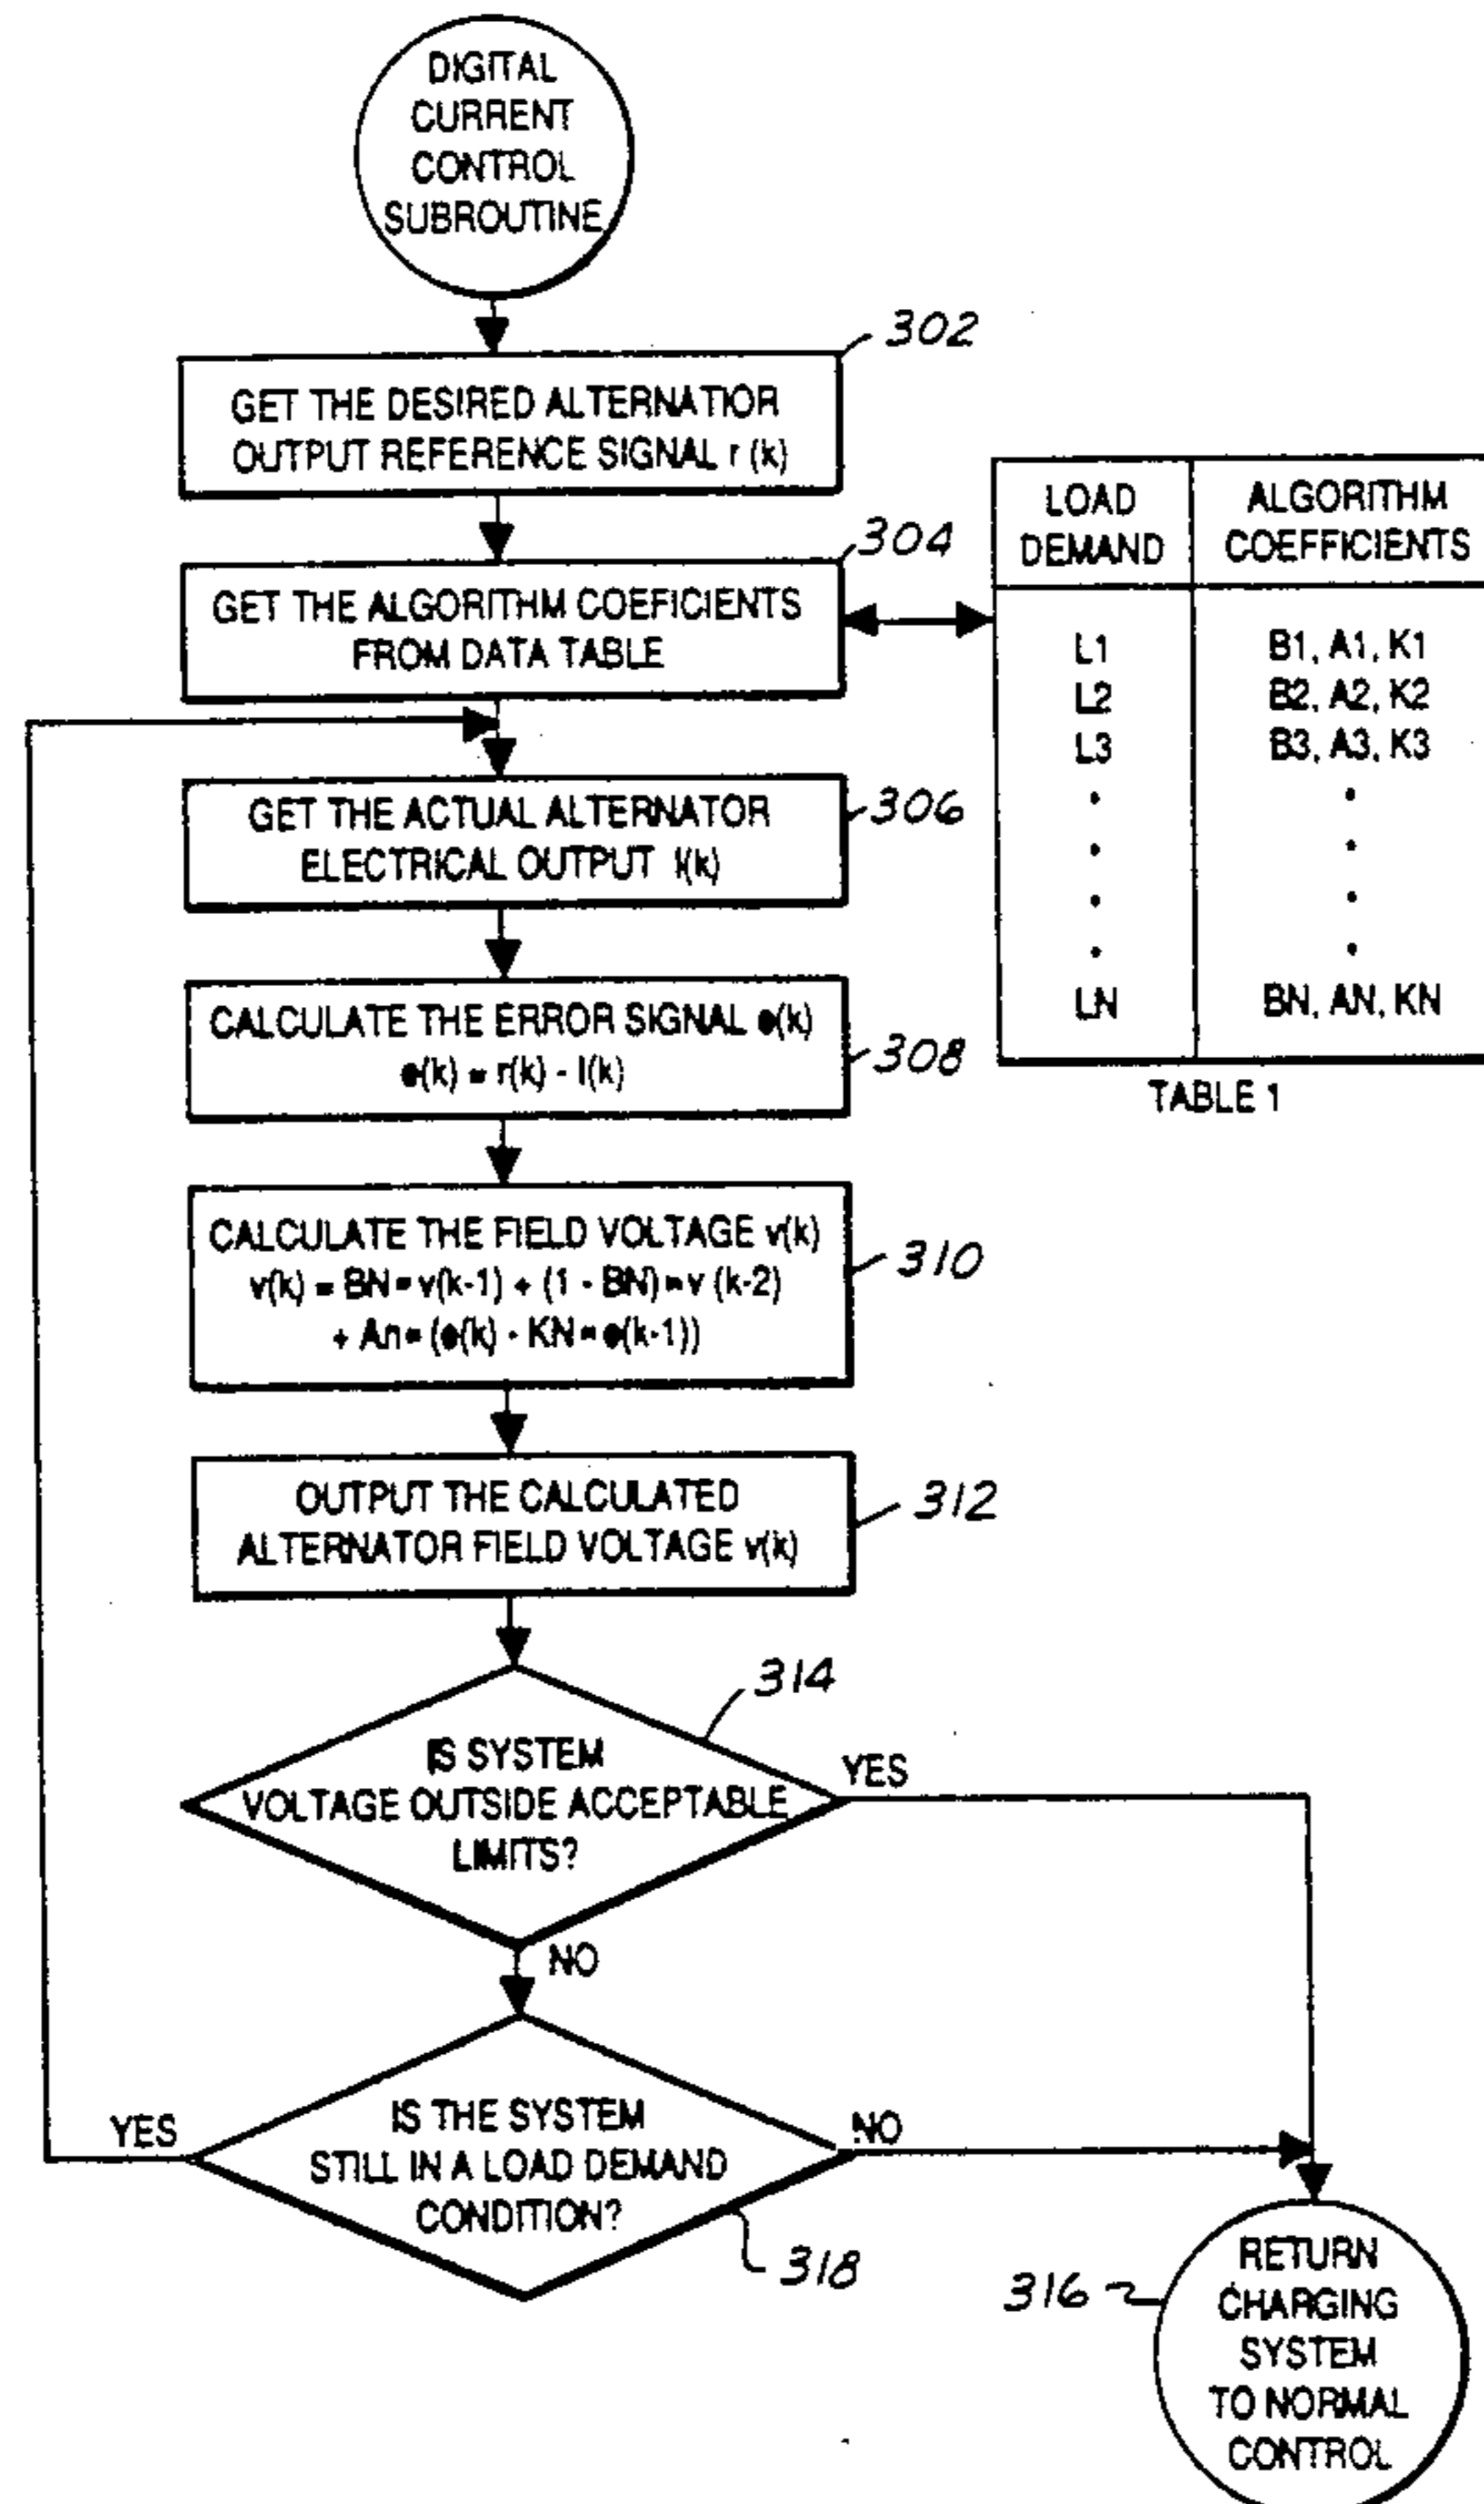 DIGITAL
CURRENT
CONTROL
SUBROUTINE
302
GET THE DESIRED ALTERNATIOR
OUTPUT REFERENCE SIGNAL r (k)
304
GET THE ALGORITHM COEFICIENTS
FROM DATA TABLE
LOAD
DEMAND
ALGORITHM
COEFFICIENTS
L1 B1, A1, K1
L2 B2, A2, K2
L3 B3, A3, K3
LN BN, AN, KN
TABLE 1
GET THE ACTUAL ALTERNATOR
ELECTRICAL OUTPUT I(k)
306
CALCULATE THE ERROR SIGNAL e(k)
e(k) = r(k) - I(k)
308
CALCULATE THE FIELD VOLTAGE v(k)
v(k) = BN * v(k-1) + (1 - BN) * v (k-2)
+ An * (e(k) - KN * e(k-1))
310
OUTPUT THE CALCULATED
ALTERNATOR FIELD VOLTAGE v(k)
312
314
IS SYSTEM
VOLTAGE OUTSIDE ACCEPTABLE
LIMITS?
YES
NO
IS THE SYSTEM
STILL IN A LOAD DEMAND
CONDITION?
YES
NO
318
316
RETURN
CHARGING
SYSTEM
TO NORMAL
CONTROL